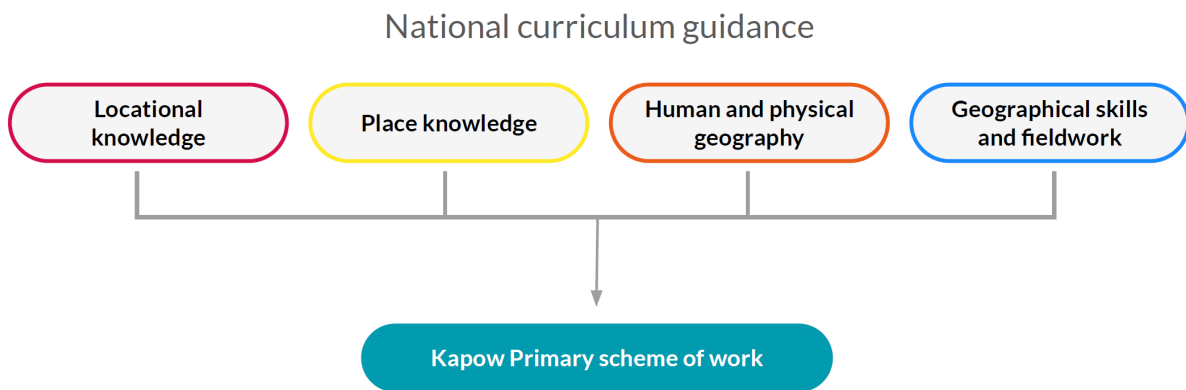 National curriculum guidance
Locational
knowledge
Place knowledge
Human and physical
geography
Geographical skills
and fieldwork
Kapow Primary scheme of work